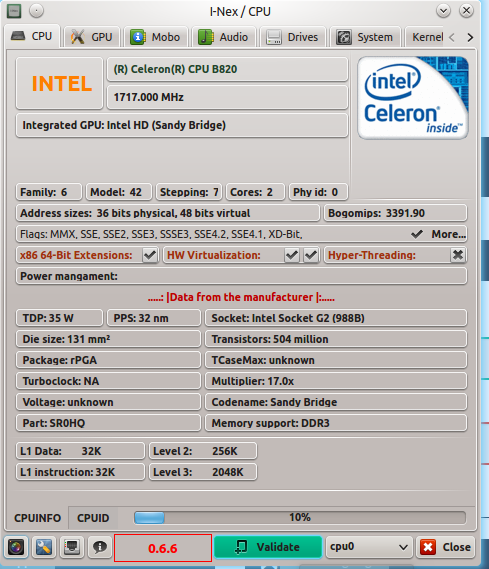 I-Nex / CPU
CPU GPU Mobo Audio Drives System Kernel
INTEL
(R) Celeron(R) CPU B820
1717.000 MHz
Integrated GPU: Intel HD (Sandy Bridge)
intel
Celeron
inside™
Family: 6 Model: 42 Stepping: 7 Cores: 2 Phy id: 0
Address sizes: 36 bits physical, 48 bits virtual Bogomips: 3391.90
Flags: MMX, SSE, SSE2, SSE3, SSSE3, SSE4.2, SSE4.1, XD-Bit, More...
x86 64-Bit Extensions: HW Virtualization: Hyper-Threading:
Power mangament:
.....: |Data from the manufacturer |:.....
TDP: 35 W PPS: 32 nm Socket: Intel Socket G2 (988B)
Die size: 131 mm² Transistors: 504 million
Package: rPGA TCaseMax: unknown
Turboclock: NA Multiplier: 17.0x
Voltage: unknown Codename: Sandy Bridge
Part: SR0HQ Memory support: DDR3
L1 Data: 32K Level 2: 256K
L1 instruction: 32K Level 3: 2048K
CPUINFO CPUID 10%
0.6.6 Validate cpu0 Close